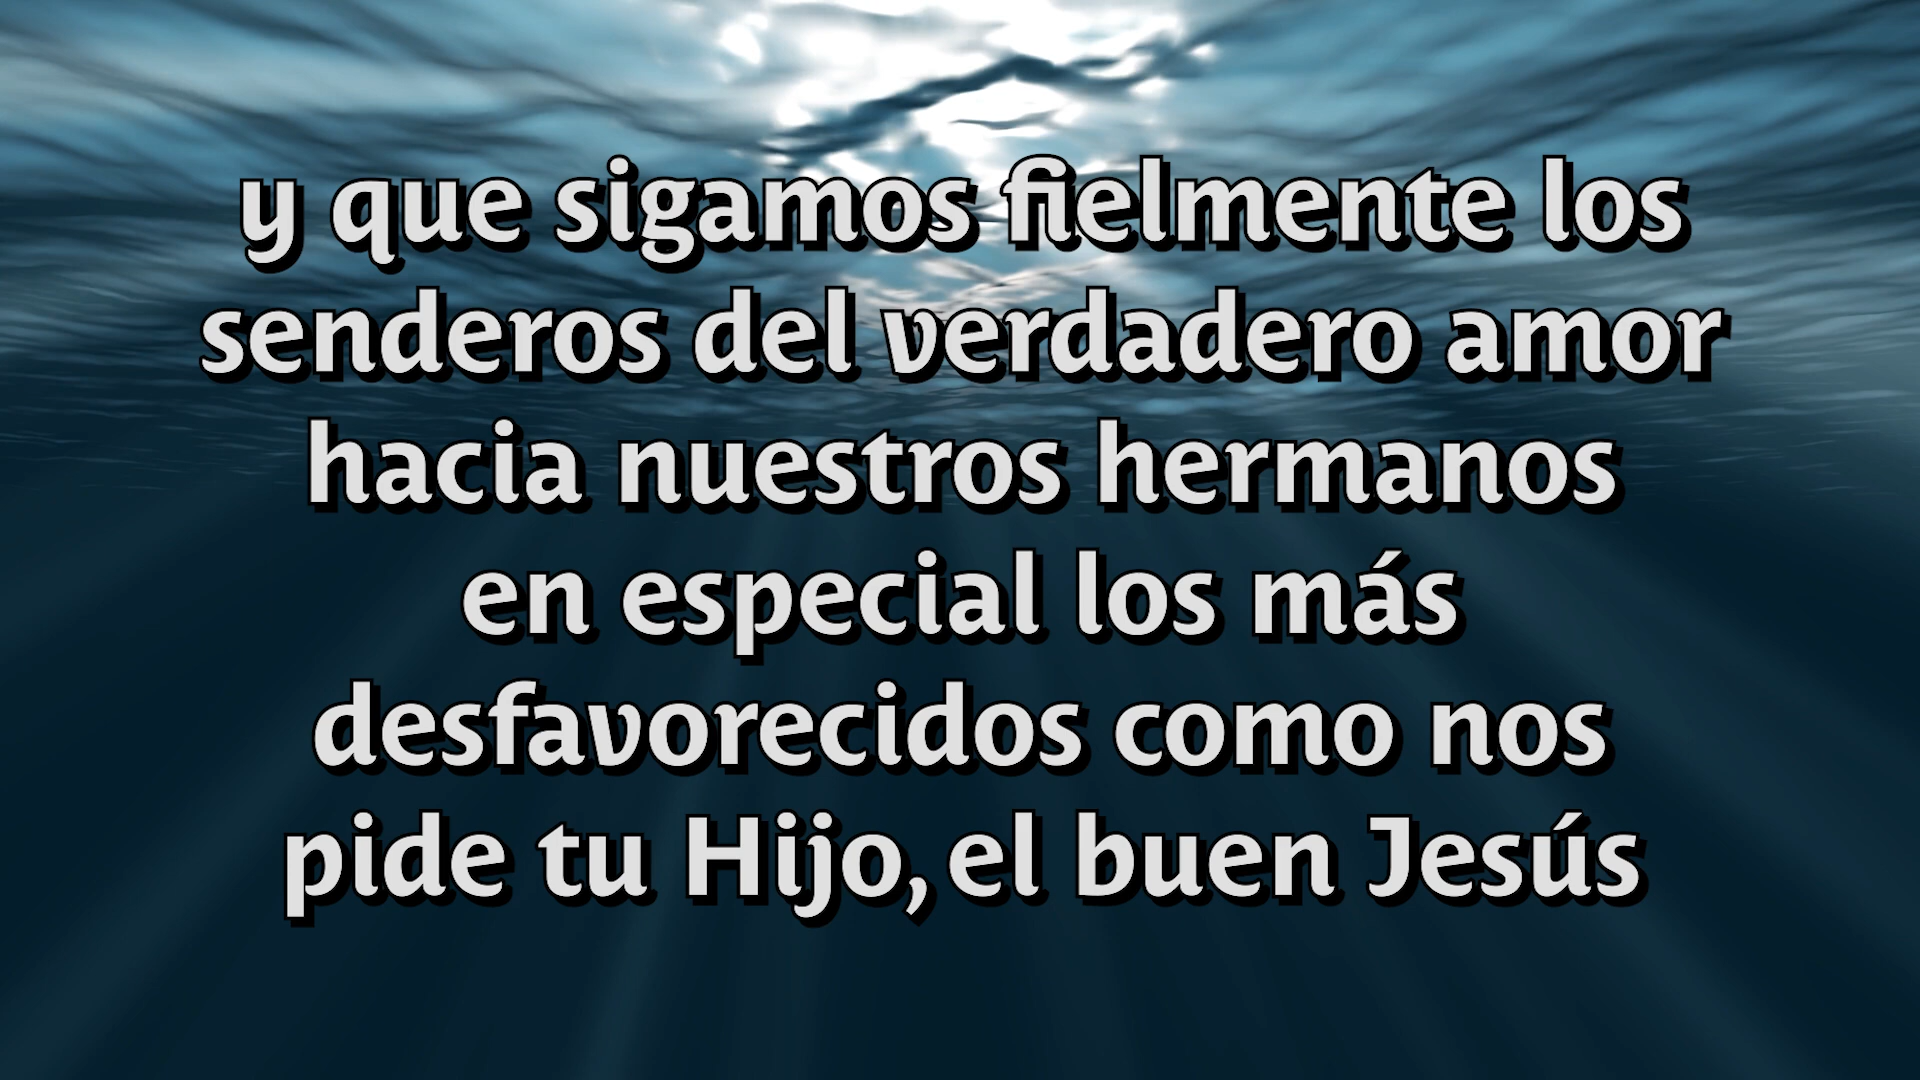 y que sigamos fielmente los
senderos del verdadero amor
hacia nuestros hermanos
en especial los más
desfavorecidos como nos
pide tu Hijo, el buen Jesús